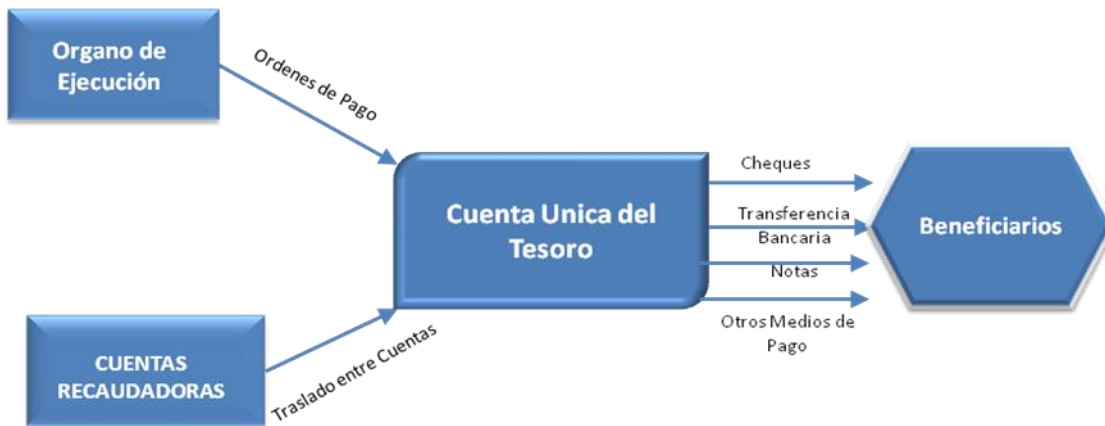 Organo de
Ejecución
Ordenes de Pago
Cuenta Unica del
Tesoro
Cheques
Transferencia
Bancaria
Notas
Otros Medios de
Pago
Beneficiarios
CUENTAS
RECAUDADORAS
Traslado entre Cuentas